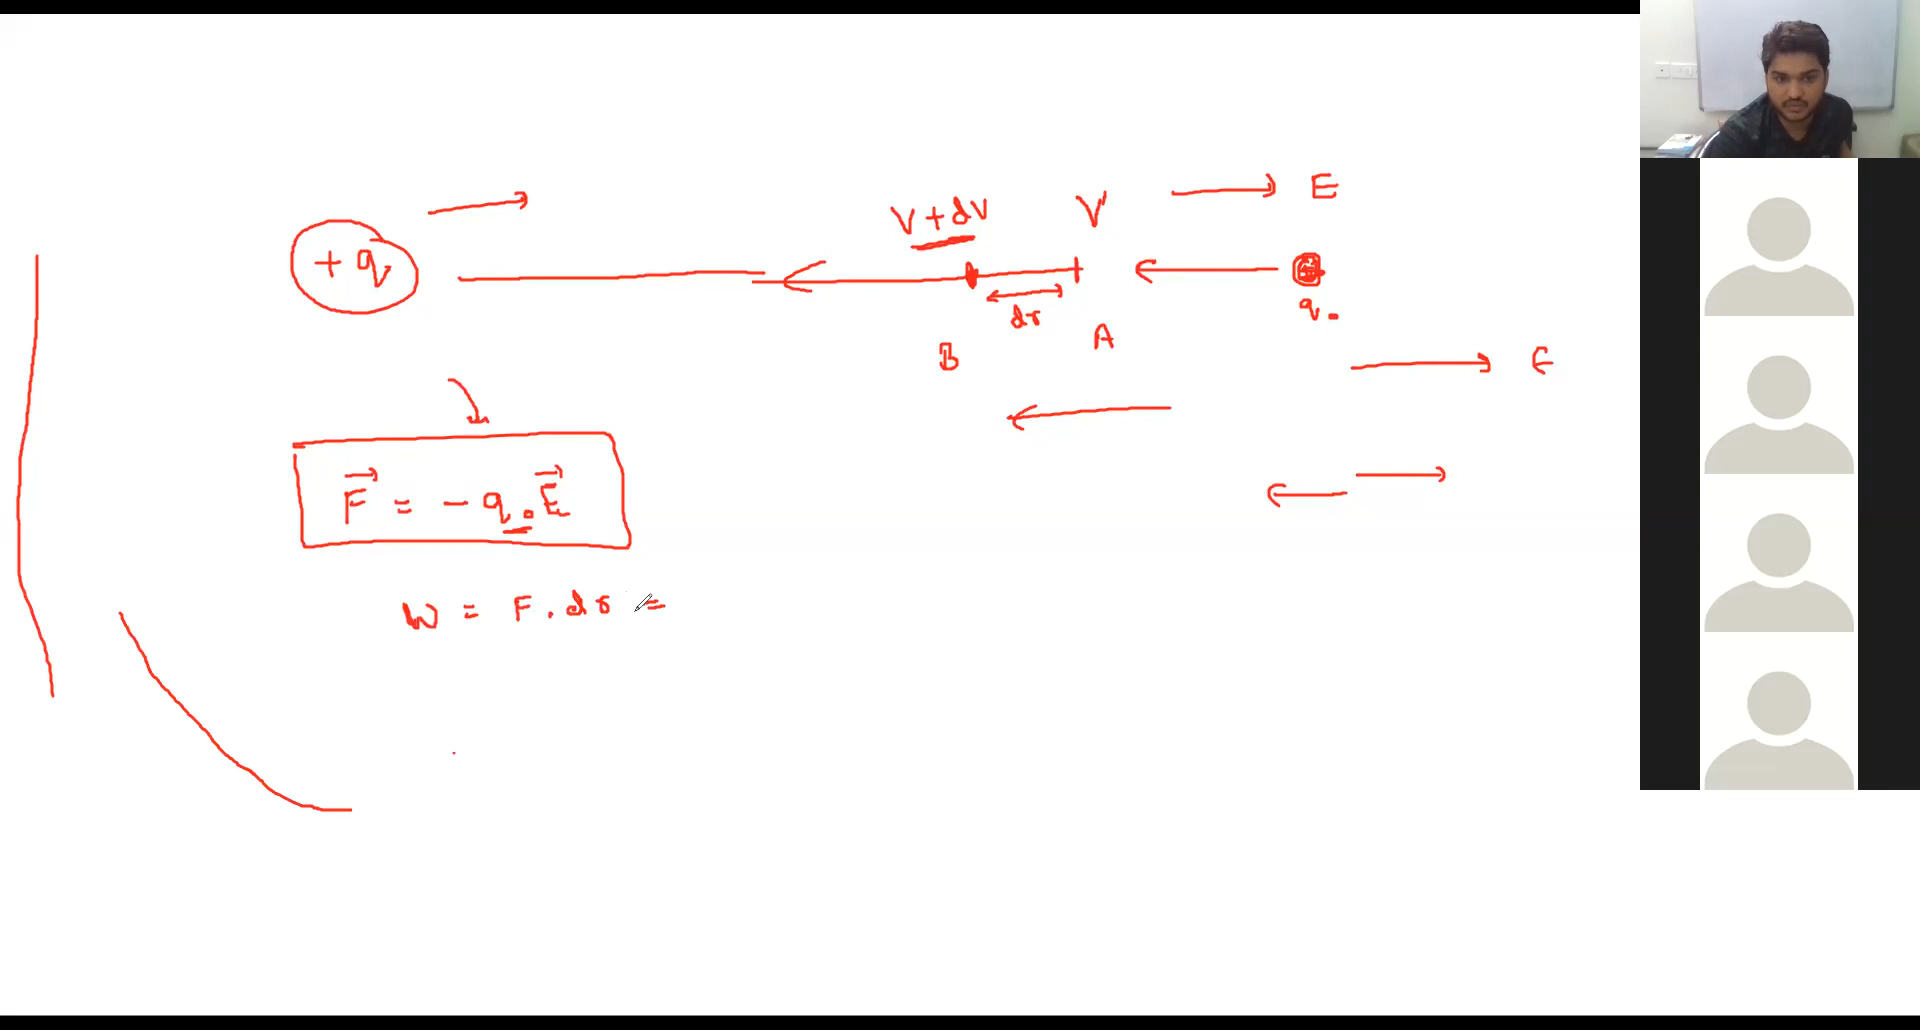 V + dV V E
+ q
dr q₀
B A
E
F⃗ = - q₀ E⃗
W = F . dr =